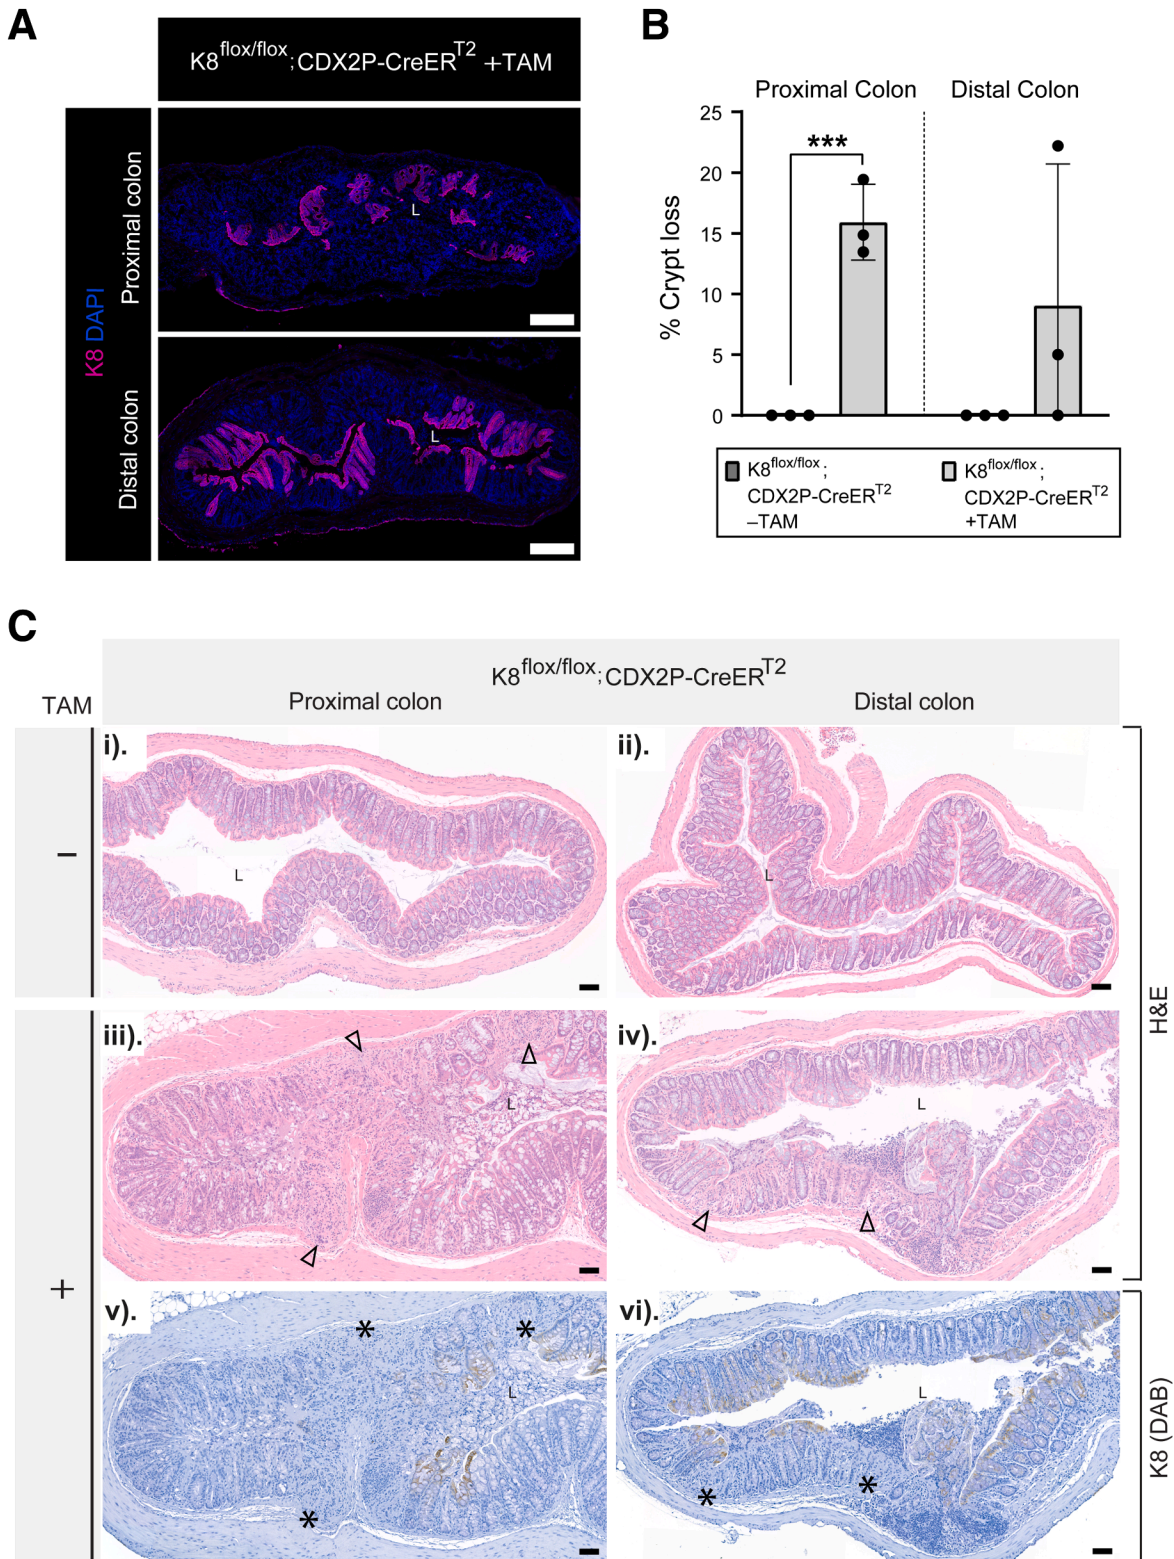 A
K8flox/flox;CDX2P-CreERT2 +TAM
K8 DAPI
Proximal colon
L
Distal colon
L
B
Proximal Colon
Distal Colon
% Crypt loss
25
20
15
10
5
0
***
K8flox/flox;
CDX2P-CreERT2
–TAM
K8flox/flox;
CDX2P-CreERT2
+TAM
C
K8flox/flox;CDX2P-CreERT2
TAM
Proximal colon
Distal colon
–
i).
L
ii).
L
H&E
+
iii).
L
iv).
L
v).
*
*
L
*
vi).
L
*
*
K8 (DAB)